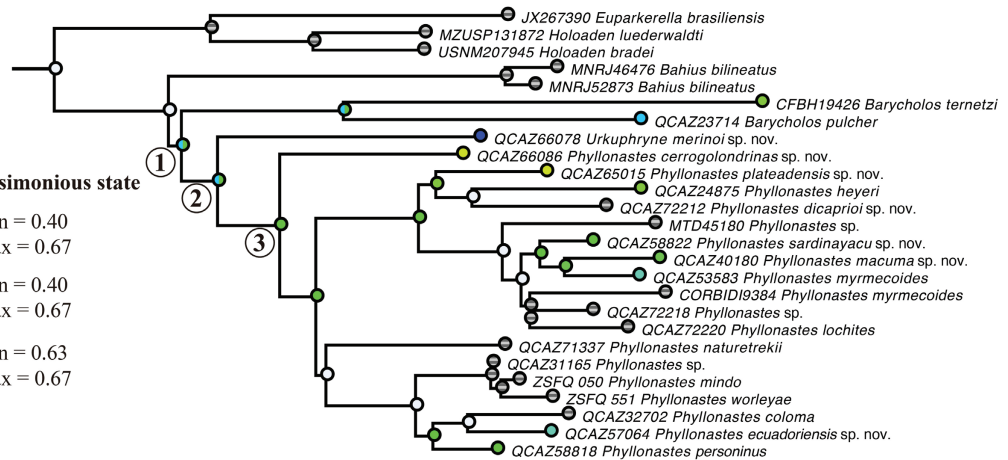 JX267390 Euparkerella brasiliensis
MZUSP131872 Holoaden luederwaldti
USNM207945 Holoaden bradei
MNRJ46476 Bahius bilineatus
MNRJ52873 Bahius bilineatus
CFBH19426 Barycholos ternetzi
QCAZ23714 Barycholos pulcher
QCAZ66078 Urkuphryne merinoi sp. nov.
1
QCAZ66086 Phyllonastes cerrogolondrinas sp. nov.
QCAZ65015 Phyllonastes plateadensis sp. nov.
simonious state
2
QCAZ24875 Phyllonastes heyeri
QCAZ72212 Phyllonastes dicaprioi sp. nov.
n = 0.40
MTD45180 Phyllonastes sp.
3
QCAZ58822 Phyllonastes sardinayacu sp. nov.
x = 0.67
QCAZ40180 Phyllonastes macuma sp. nov.
QCAZ53583 Phyllonastes myrmecoides
n = 0.40
CORBIDI9384 Phyllonastes myrmecoides
x = 0.67
QCAZ72218 Phyllonastes sp.
QCAZ72220 Phyllonastes lochites
QCAZ71337 Phyllonastes naturetrekii
n = 0.63
QCAZ31165 Phyllonastes sp.
x = 0.67
ZSFQ 050 Phyllonastes mindo
ZSFQ 551 Phyllonastes worleyae
QCAZ32702 Phyllonastes coloma
QCAZ57064 Phyllonastes ecuadoriensis sp. nov.
QCAZ58818 Phyllonastes personinus